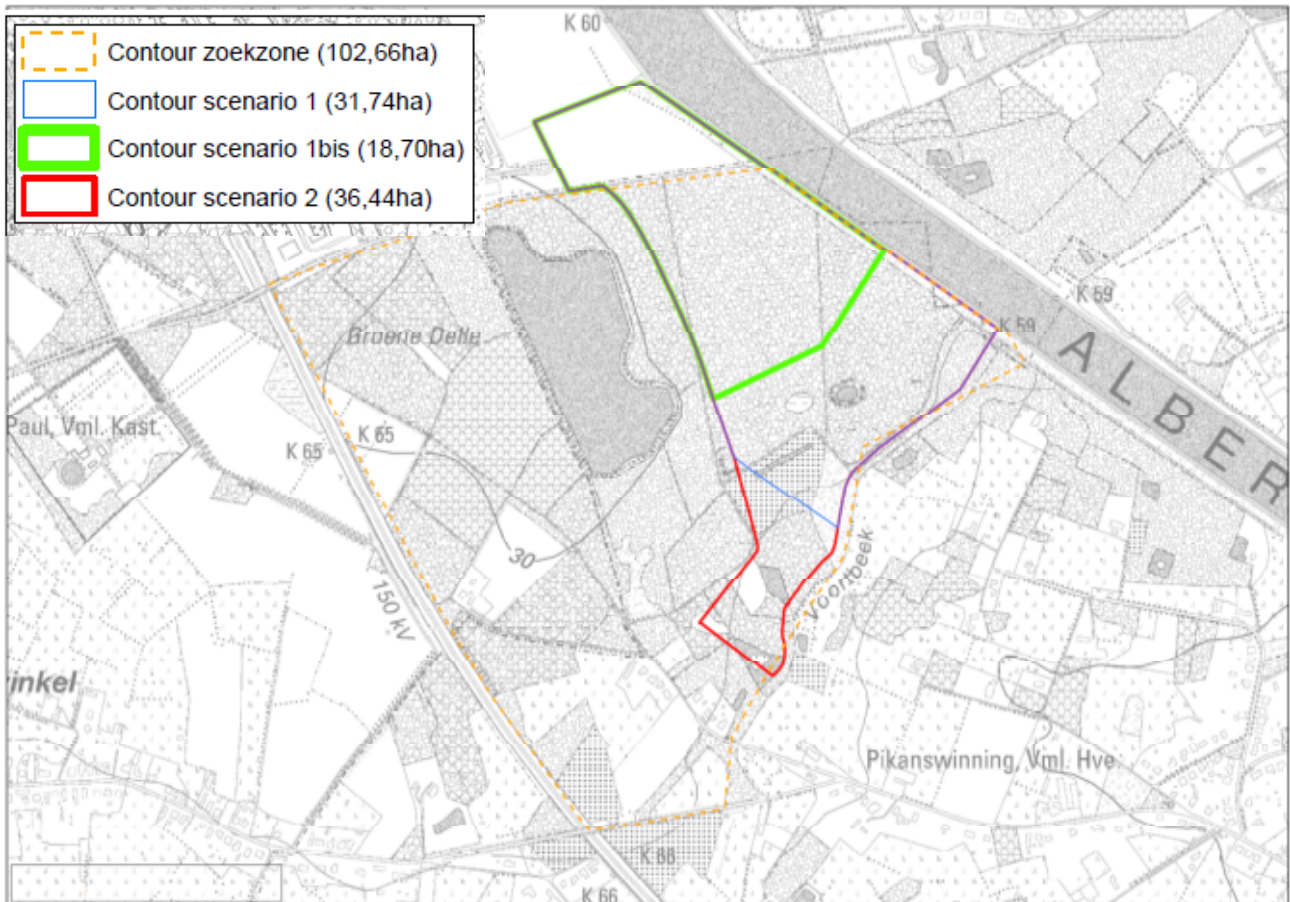 Contour zoekzone (102,66ha)
Contour scenario 1 (31,74ha)
Contour scenario 1bis (18,70ha)
Contour scenario 2 (36,44ha)
K 60
K 59
K 59
ALBER
Groene Delle
Paul, Vml. Kast.
K 65
K 65
30
150 kV
Voortbeek
inkel
Pikanswinning, Vml. Hve.
K 66